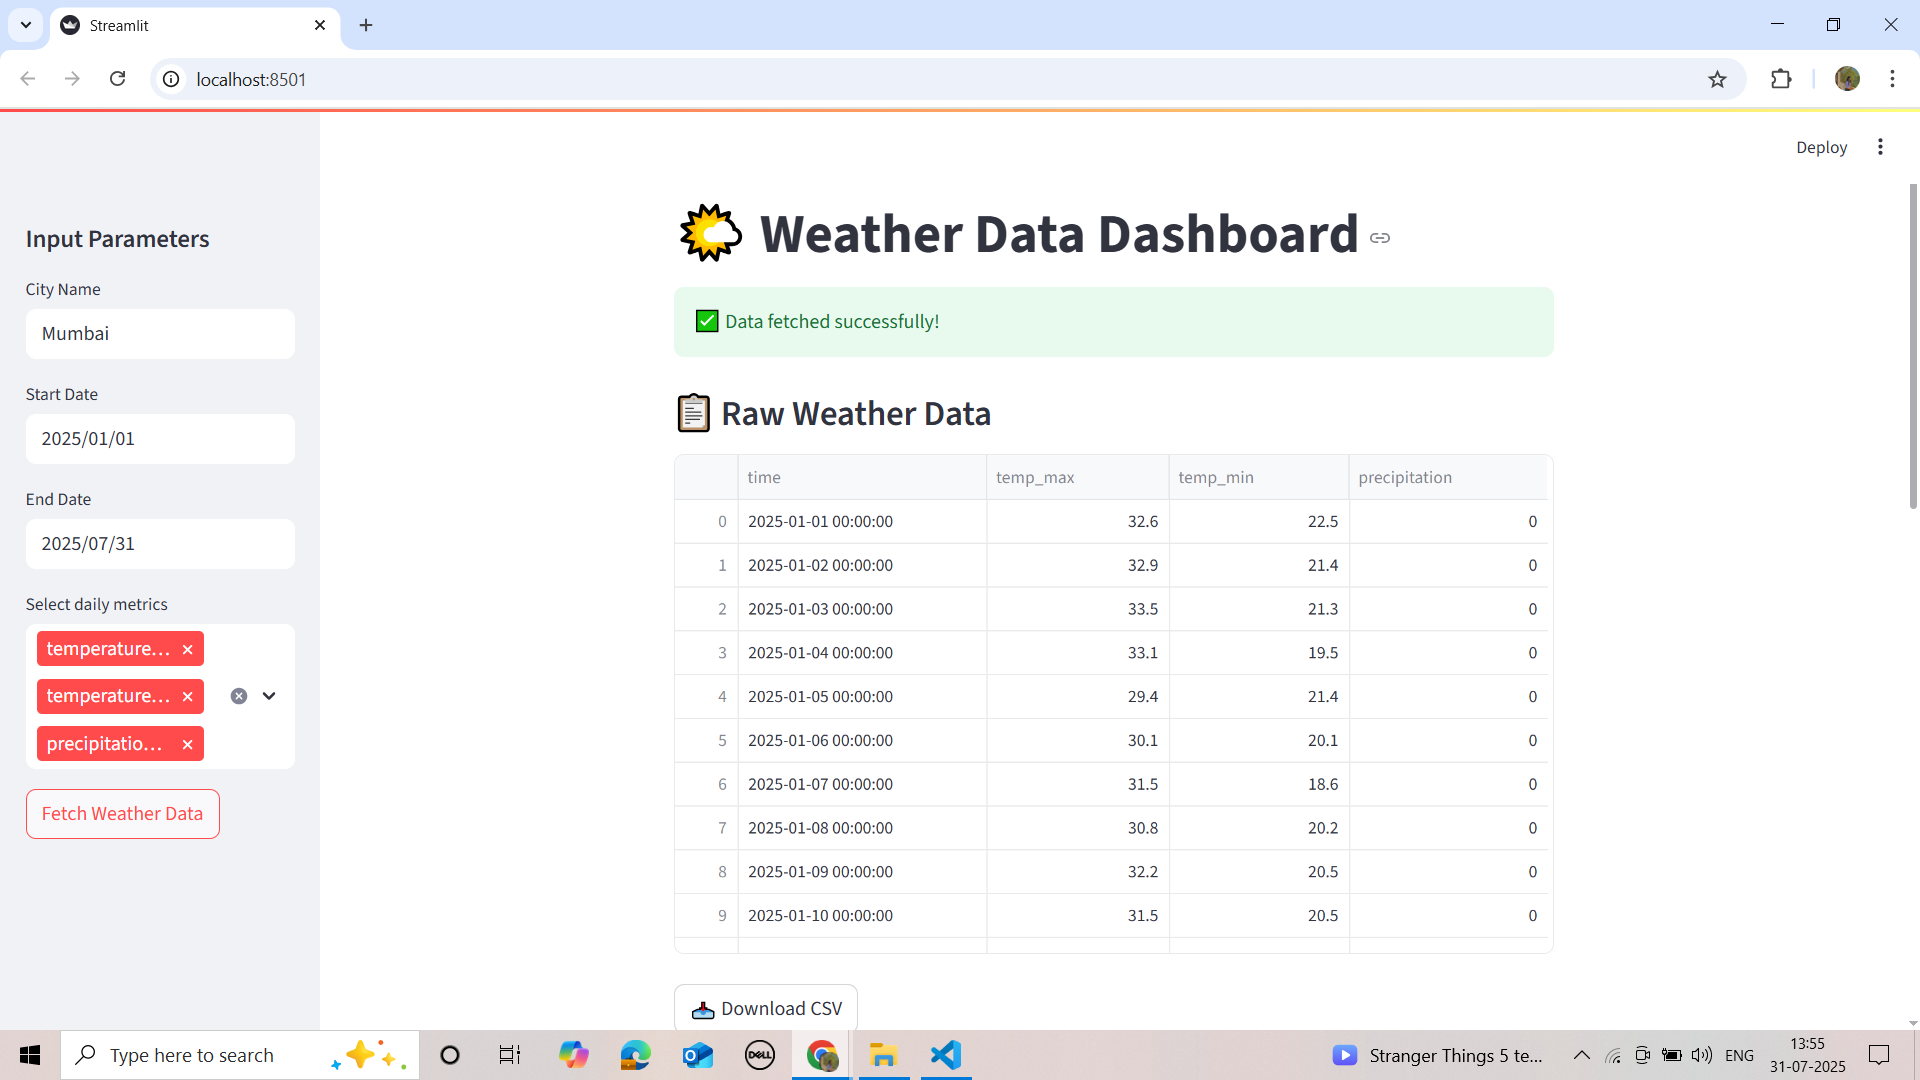 Streamlit
localhost:8501
Deploy
Input Parameters
City Name
Mumbai
Start Date
2025/01/01
End Date
2025/07/31
Select daily metrics
temperature...
temperature...
precipitatio...
Fetch Weather Data
Weather Data Dashboard
Data fetched successfully!
Raw Weather Data
time temp_max temp_min precipitation
0 2025-01-01 00:00:00 32.6 22.5 0
1 2025-01-02 00:00:00 32.9 21.4 0
2 2025-01-03 00:00:00 33.5 21.3 0
3 2025-01-04 00:00:00 33.1 19.5 0
4 2025-01-05 00:00:00 29.4 21.4 0
5 2025-01-06 00:00:00 30.1 20.1 0
6 2025-01-07 00:00:00 31.5 18.6 0
7 2025-01-08 00:00:00 30.8 20.2 0
8 2025-01-09 00:00:00 32.2 20.5 0
9 2025-01-10 00:00:00 31.5 20.5 0
Download CSV
Type here to search
DELL
Stranger Things 5 te...
ENG
13:55
31-07-2025